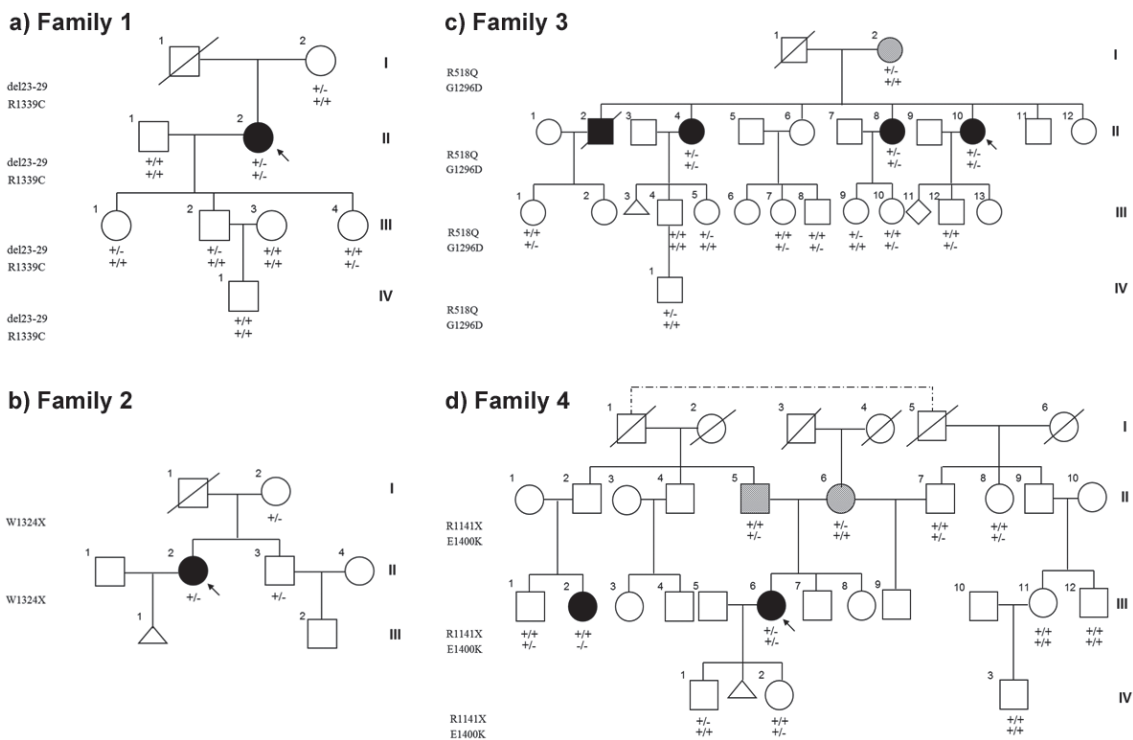 a) Family 1
1 2 I
del23-29 +/-
R1339C ++
1 2 II
del23-29 +/+ +/-
R1339C +/+ +/-
1 2 3 4 III
del23-29 +/- +/- +/+ +/+
R1339C +/+ +/+ +/+ +/-
1 IV
del23-29 +/+
R1339C +/+
b) Family 2
1 2 I
W1324X +/-
1 2 3 4 II
W1324X +/- +/-
1 2 III
c) Family 3
1 2 I
R518Q +/-
G1296D ++
1 2 3 4 5 6 7 8 9 10 11 12 II
R518Q +/- +/- +/-
G1296D +/- +/- +/-
1 2 3 4 5 6 7 8 9 10 11 12 13 III
R518Q +/+ +/+ +/- +/+ +/+ +/- +/+ +/+
G1296D +/- +/+ +/+ +/- +/- +/+ +/- +/-
1 IV
R518Q +/-
G1296D +/+
d) Family 4
1 2 3 4 5 6 I
1 2 3 4 5 6 7 8 9 10 II
R1141X +/+ +/- +/+ +/+
E1400K +/- +/+ +/- +/-
1 2 3 4 5 6 7 8 9 10 11 12 III
R1141X +/+ +/+ +/- +/+ +/+
E1400K +/- -/- +/- +/+ +/+
1 2 3 IV
R1141X +/- +/+ +/+
E1400K +/+ +/- +/+